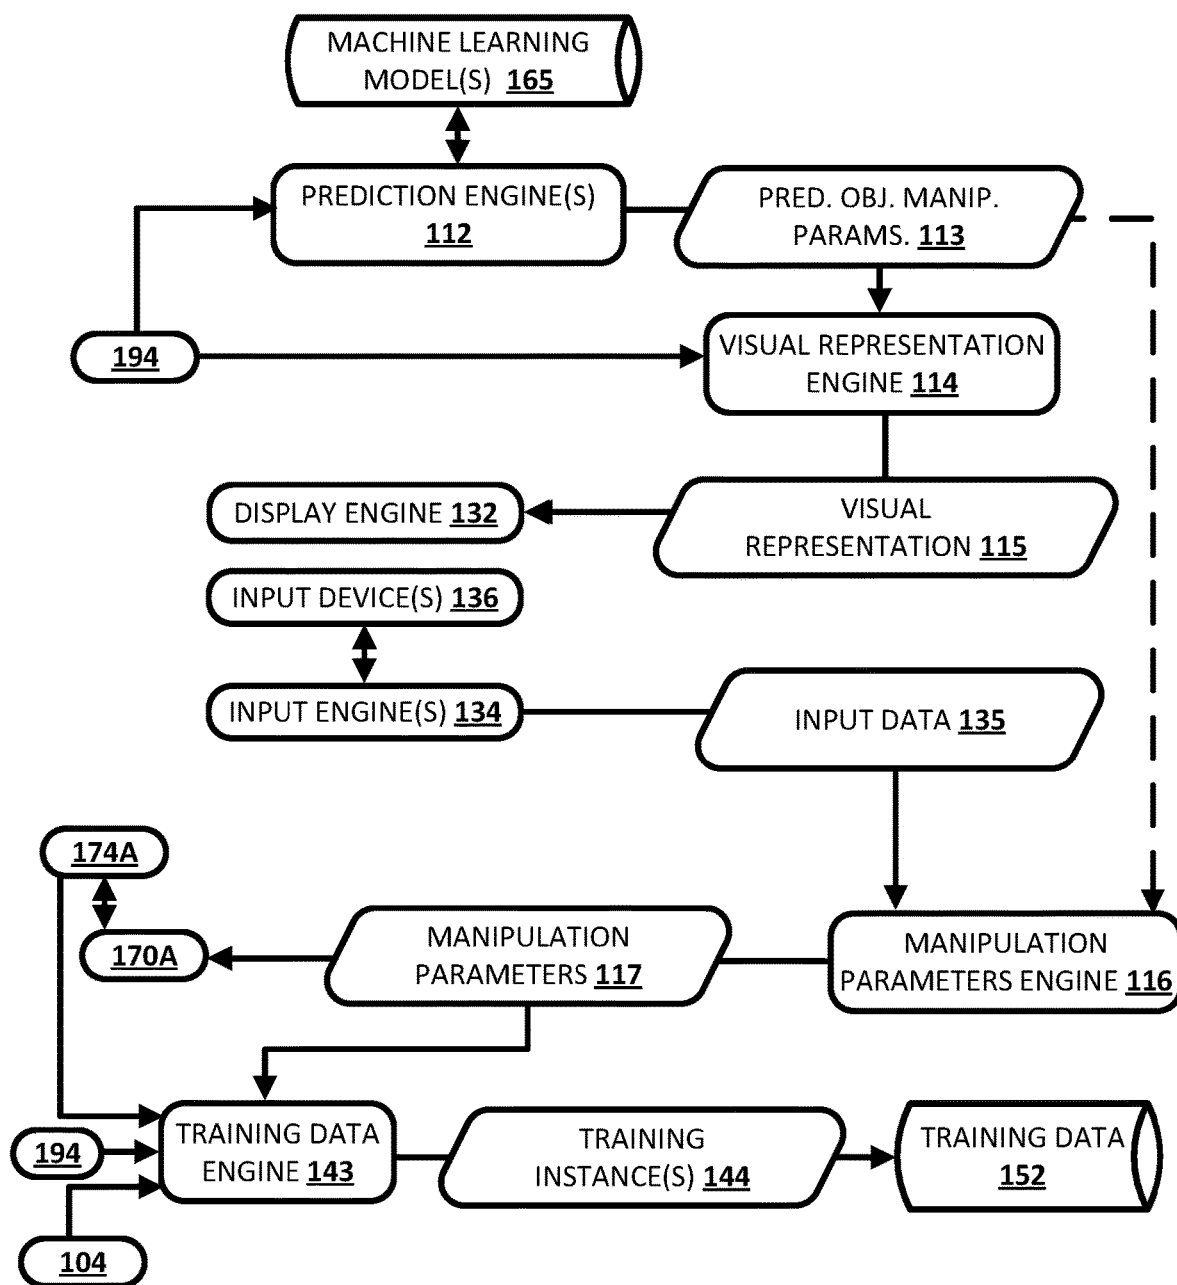 MACHINE LEARNING
MODEL(S) 165
PREDICTION ENGINE(S)
112
PRED. OBJ. MANIP.
PARAMS. 113
194
VISUAL REPRESENTATION
ENGINE 114
DISPLAY ENGINE 132
VISUAL
REPRESENTATION 115
INPUT DEVICE(S) 136
INPUT ENGINE(S) 134
INPUT DATA 135
174A
170A
MANIPULATION
PARAMETERS 117
MANIPULATION
PARAMETERS ENGINE 116
194
TRAINING DATA
ENGINE 143
TRAINING
INSTANCE(S) 144
TRAINING DATA
152
104